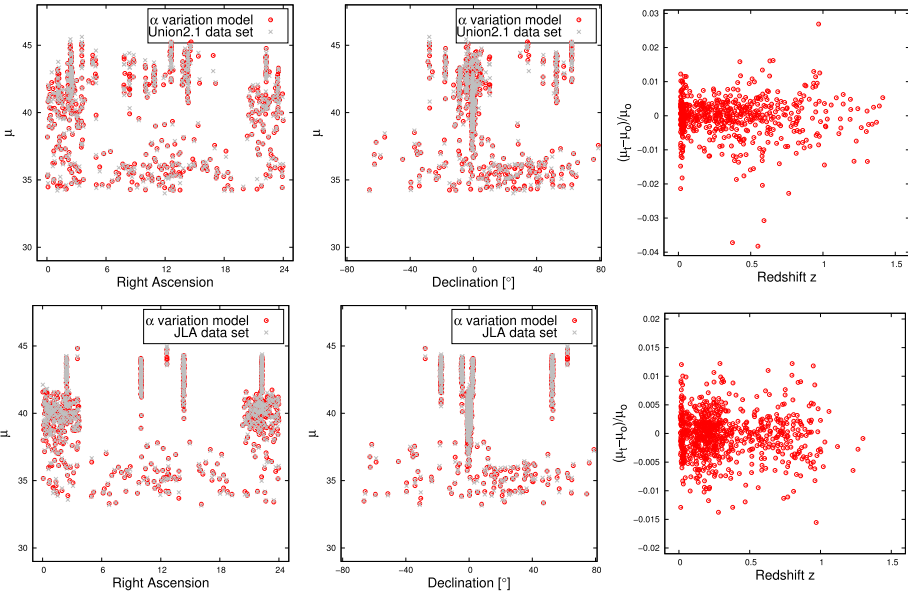 α variation model
Union2.1 data set
45
40
35
30
μ
0 6 12 18 24
Right Ascension
α variation model
Union2.1 data set
45
40
35
30
μ
−80 −40 0 40 80
Declination [°]
0.03
0.02
0.01
0
−0.01
−0.02
−0.03
−0.04
(μt−μo)/μo
0 0.5 1 1.5
Redshift z
α variation model
JLA data set
45
40
35
30
μ
0 6 12 18 24
Right Ascension
α variation model
JLA data set
45
40
35
30
μ
−80 −40 0 40 80
Declination [°]
0.02
0.015
0.01
0.005
0
−0.005
−0.01
−0.015
−0.02
(μt−μo)/μo
0 0.5 1 1.5
Redshift z